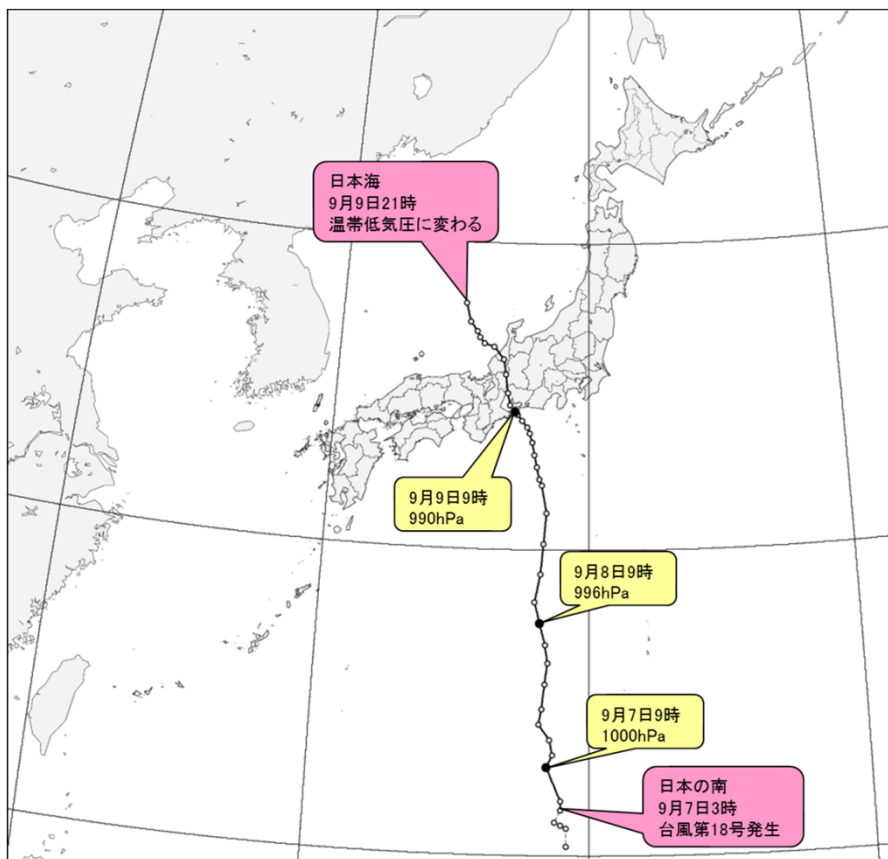 日本海
9月9日21時
温帯低気圧に変わる
9月9日9時
990hPa
9月8日9時
996hPa
9月7日9時
1000hPa
日本の南
9月7日3時
台風第18号発生